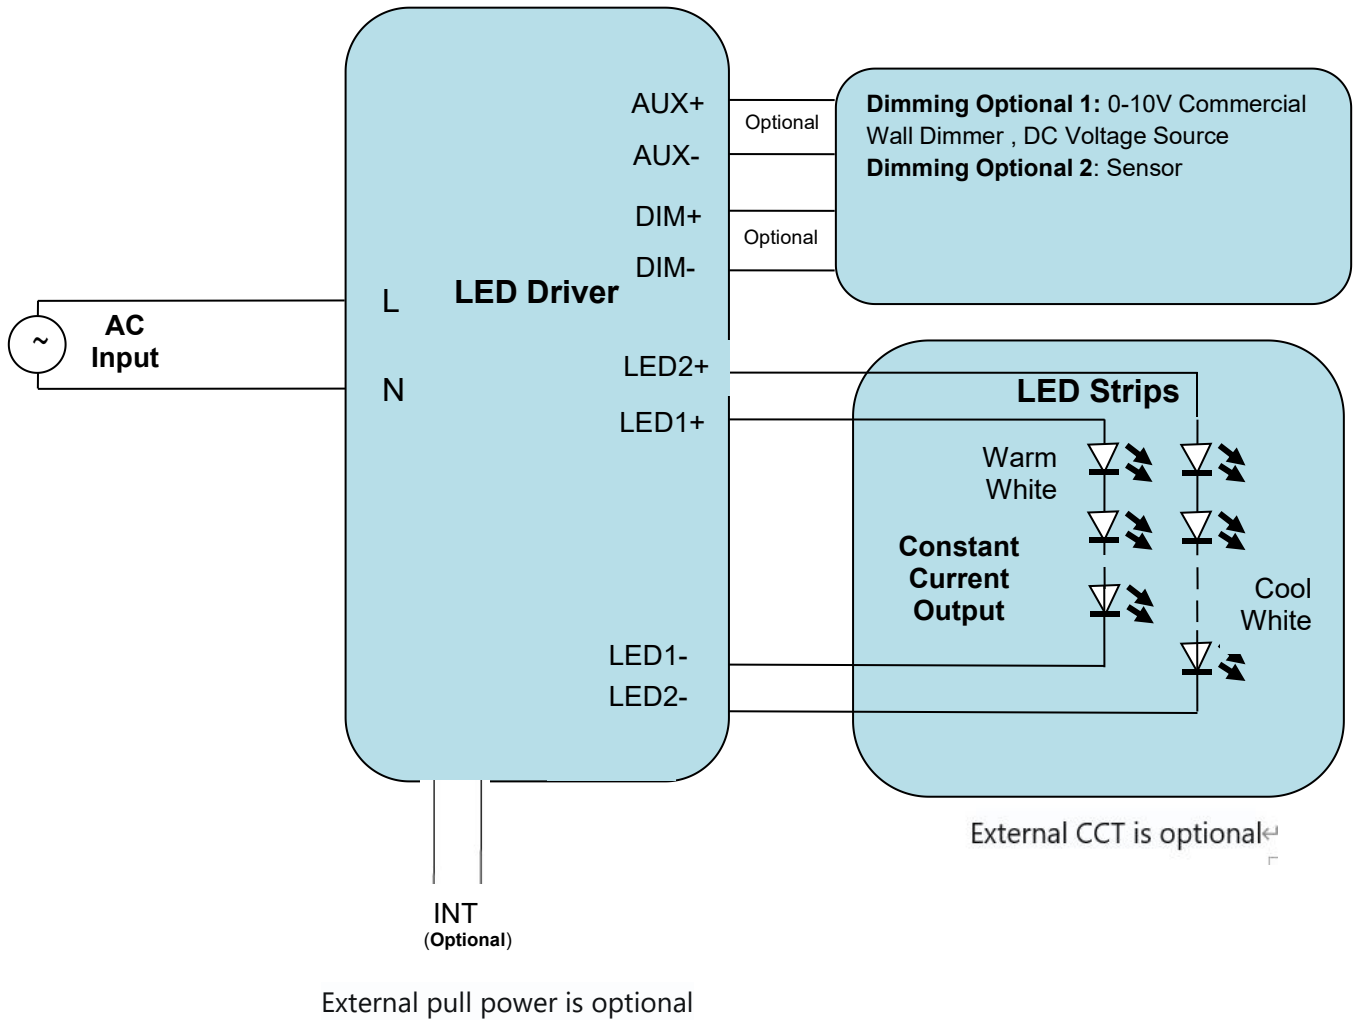 AUX+
Optional
AUX-
DIM+
Optional
DIM-
Dimming Optional 1: 0-10V Commercial
Wall Dimmer , DC Voltage Source
Dimming Optional 2: Sensor
LED Driver
L
N
~
AC
Input
LED2+
LED1+
LED1-
LED2-
LED Strips
Warm
White
Constant
Current
Output
Cool
White
External CCT is optional↵
INT
(Optional)
External pull power is optional